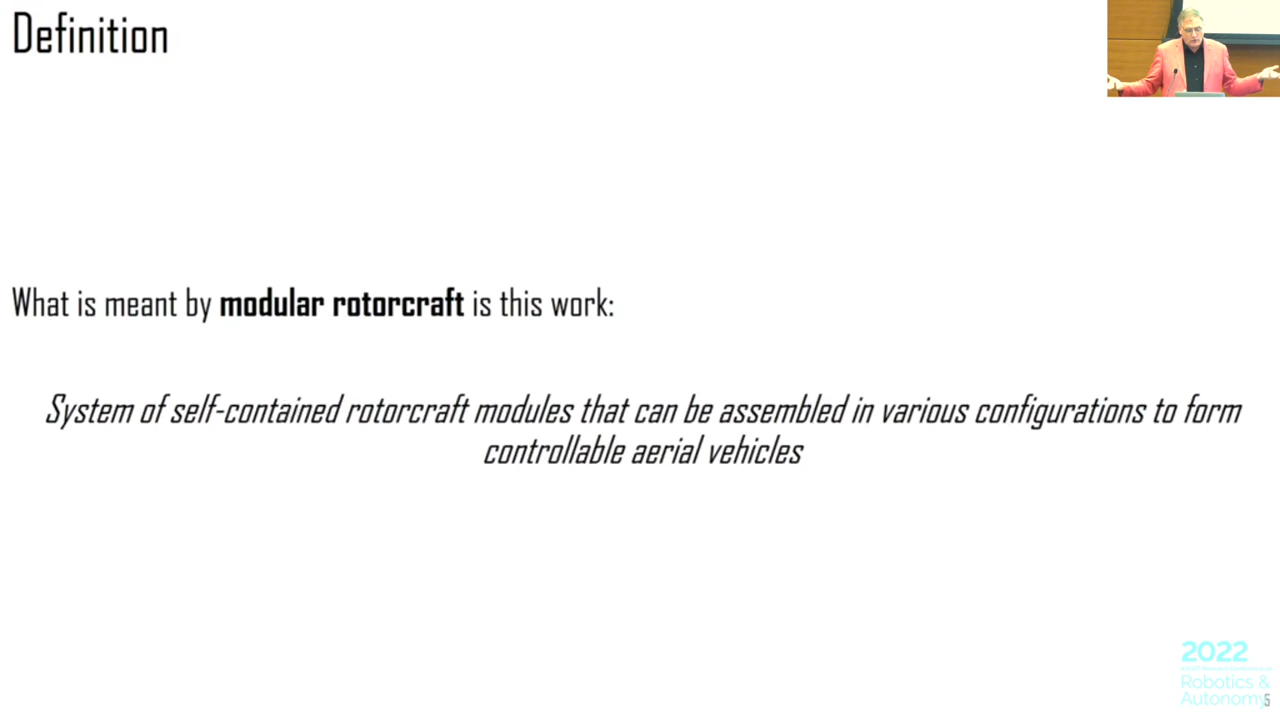 Definition
What is meant by modular rotorcraft is this work:
System of self-contained rotorcraft modules that can be assembled in various configurations to form
controllable aerial vehicles
2022
Robotics &
Autonomy
5